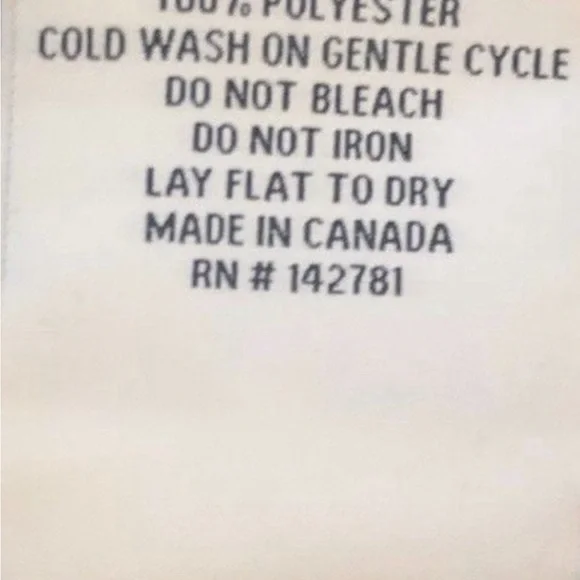 100% POLYESTER
COLD WASH ON GENTLE CYCLE
DO NOT BLEACH
DO NOT IRON
LAY FLAT TO DRY
MADE IN CANADA
RN # 142781